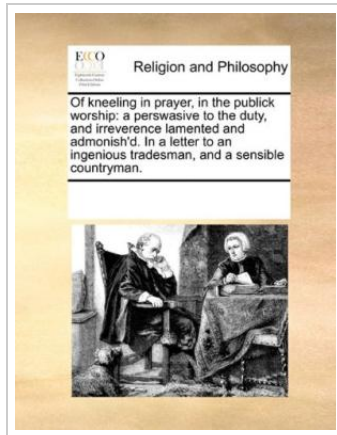 ECCO
Religion and Philosophy
Of kneeling in prayer, in the publick
worship: a perswasive to the duty,
and irreverence lamented and
admonish'd. In a letter to an
ingenious tradesman, and a sensible
countryman.